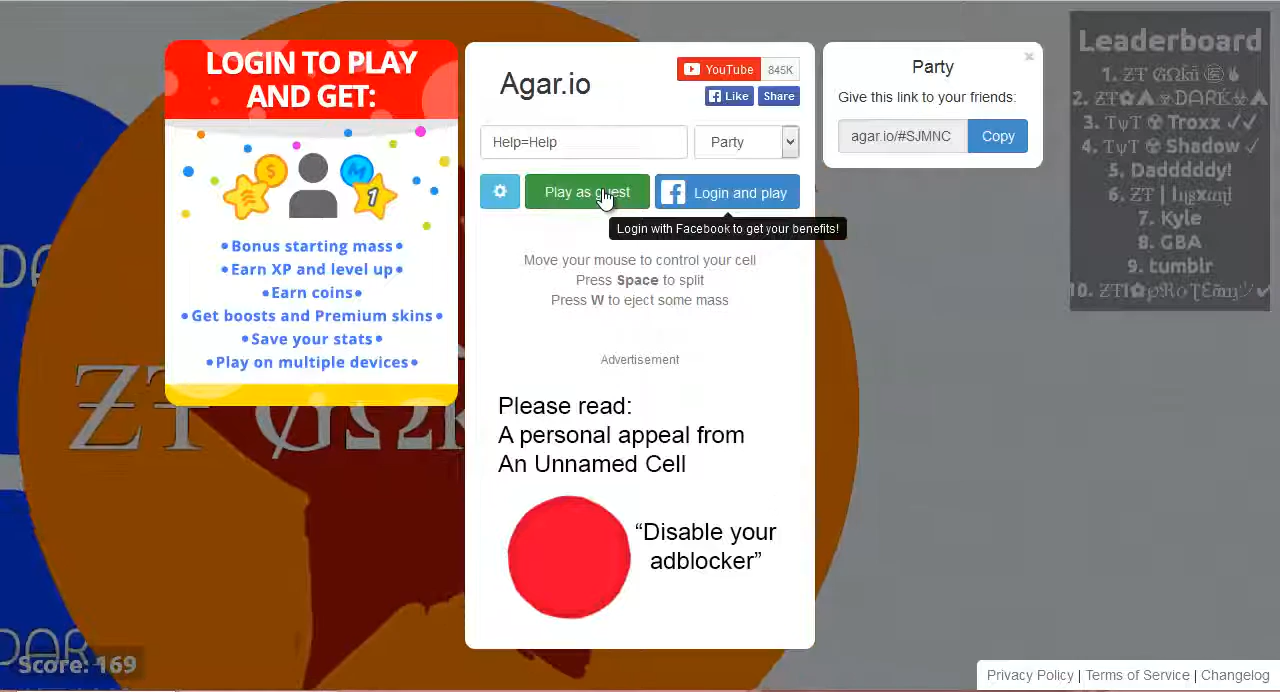 LOGIN TO PLAY
AND GET:
•Bonus starting mass•
•Earn XP and level up•
•Earn coins•
•Get boosts and Premium skins•
•Save your stats•
•Play on multiple devices•
Agar.io
YouTube 845K
Like Share
Help=Help Party
Play as guest Login and play
Login with Facebook to get your benefits!
Move your mouse to control your cell
Press Space to split
Press W to eject some mass
Advertisement
Please read:
A personal appeal from
An Unnamed Cell
“Disable your
adblocker”
Party ×
Give this link to your friends:
agar.io/#SJMNC Copy
Leaderboard
1. ZT
2.
3. TψT ☢ Troxx ✓✓
4. TψT ☢ Shadow ✓
5. Dadddddy!
6. ZT |
7. Kyle
8. GBA
9. tumblr
10.
Score: 169
Privacy Policy | Terms of Service | Changelog